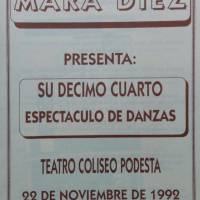 MARA DIEZ
PRESENTA:
SU DECIMO CUARTO
ESPECTACULO DE DANZAS
TEATRO COLISEO PODESTA
22 DE NOVIEMBRE DE 1992